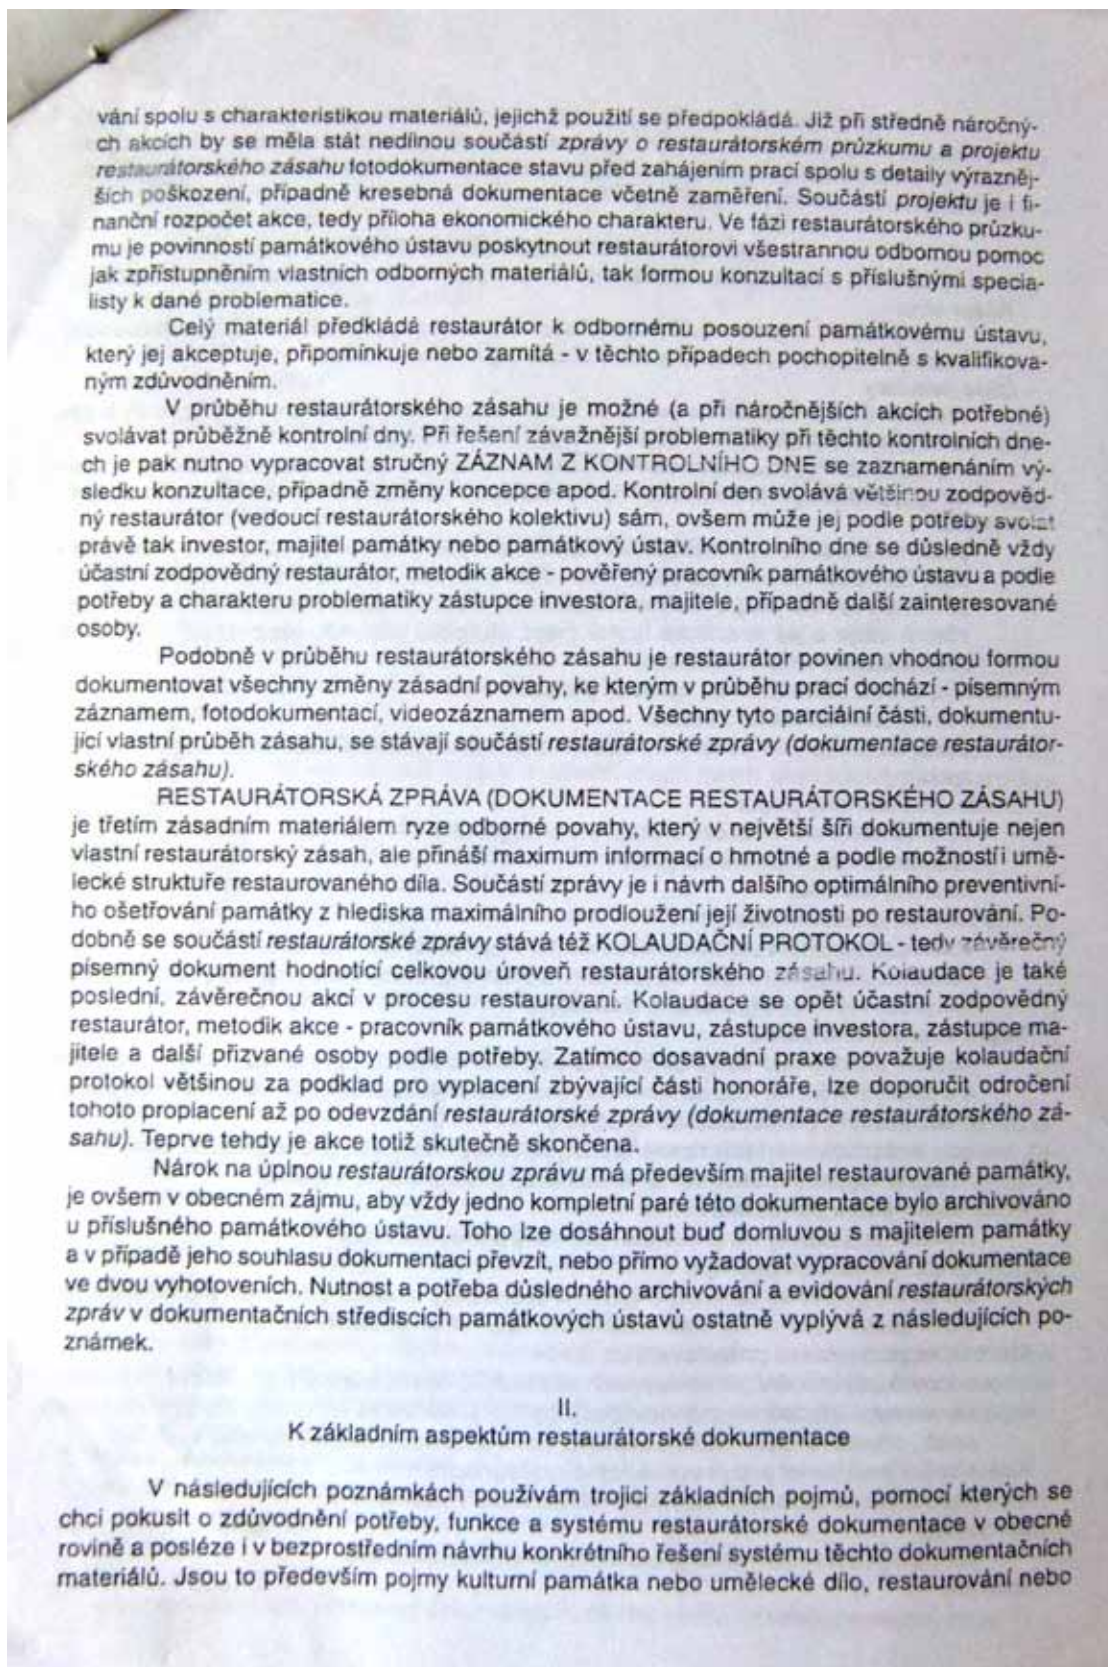 vání spolu s charakteristikou materiálů, jejichž použití se předpokládá. Již při středně náročný-
ch akcích by se měla stát nedílnou součástí zprávy o restaurátorském průzkumu a projektu
restaurátorského zásahu fotodokumentace stavu před zahájením prací spolu s detaily výrazněj-
ších poškození, případně kresebná dokumentace včetně zaměření. Součástí projektu je i fi-
nanční rozpočet akce, tedy příloha ekonomického charakteru. Ve fázi restaurátorského průzku-
mu je povinností památkového ústavu poskytnout restaurátorovi všestrannou odbornou pomoc
jak zpřístupněním vlastních odborných materiálů, tak formou konzultací s příslušnými specia-
listy k dané problematice.
Celý materiál předkládá restaurátor k odbornému posouzení památkovému ústavu,
který jej akceptuje, připomínkuje nebo zamítá - v těchto případech pochopitelně s kvalifikova-
ným zdůvodněním.
V průběhu restaurátorského zásahu je možné (a při náročnějších akcích potřebné)
svolávat průběžně kontrolní dny. Při řešení závažnější problematiky při těchto kontrolních dne-
ch je pak nutno vypracovat stručný ZÁZNAM Z KONTROLNÍHO DNE se zaznamenáním vý-
sledku konzultace, případně změny koncepce apod. Kontrolní den svolává většinou zodpověd-
ný restaurátor (vedoucí restaurátorského kolektivu) sám, ovšem může jej podle potřeby svolat
právě tak investor, majitel památky nebo památkový ústav. Kontrolního dne se důsledně vždy
účastní zodpovědný restaurátor, metodik akce - pověřený pracovník památkového ústavu a podle
potřeby a charakteru problematiky zástupce investora, majitele, případně další zainteresované
osoby.
Podobně v průběhu restaurátorského zásahu je restaurátor povinen vhodnou formou
dokumentovat všechny změny zásadní povahy, ke kterým v průběhu prací dochází - písemným
záznamem, fotodokumentací, videozáznamem apod. Všechny tyto parciální části, dokumentu-
jící vlastní průběh zásahu, se stávají součástí restaurátorské zprávy (dokumentace restaurátor-
ského zásahu).
RESTAURÁTORSKÁ ZPRÁVA (DOKUMENTACE RESTAURÁTORSKÉHO ZÁSAHU)
je třetím zásadním materiálem ryze odborné povahy, který v největší šíři dokumentuje nejen
vlastní restaurátorský zásah, ale přináší maximum informací o hmotné a podle možností i umě-
lecké struktuře restaurovaného díla. Součástí zprávy je i návrh dalšího optimálního preventivní-
ho ošetřování památky z hlediska maximálního prodloužení její životnosti po restaurování. Po-
dobně se součástí restaurátorské zprávy stává též KOLAUDAČNÍ PROTOKOL - tedy závěrečný
písemný dokument hodnotící celkovou úroveň restaurátorského zásahu. Kolaudace je také
poslední, závěrečnou akcí v procesu restaurovaní. Kolaudace se opět účastní zodpovědný
restaurátor, metodik akce - pracovník památkového ústavu, zástupce investora, zástupce ma-
jitele a další přizvané osoby podle potřeby. Zatímco dosavadní praxe považuje kolaudační
protokol většinou za podklad pro vyplacení zbývající části honoráře, lze doporučit odročení
tohoto proplacení až po odevzdání restaurátorské zprávy (dokumentace restaurátorského zá-
sahu). Teprve tehdy je akce totiž skutečně skončena.
Nárok na úplnou restaurátorskou zprávu má především majitel restaurované památky,
je ovšem v obecném zájmu, aby vždy jedno kompletní paré této dokumentace bylo archivováno
u příslušného památkového ústavu. Toho lze dosáhnout buď domluvou s majitelem památky
a v případě jeho souhlasu dokumentaci převzít, nebo přímo vyžadovat vypracování dokumentace
ve dvou vyhotoveních. Nutnost a potřeba důsledného archivování a evidování restaurátorských
zpráv v dokumentačních střediscích památkových ústavů ostatně vyplývá z následujících po-
známek.
II.
K základním aspektům restaurátorské dokumentace
V následujících poznámkách používám trojici základních pojmů, pomocí kterých se
chci pokusit o zdůvodnění potřeby, funkce a systému restaurátorské dokumentace v obecné
rovině a posléze i v bezprostředním návrhu konkrétního řešení systému těchto dokumentačních
materiálů. Jsou to především pojmy kulturní památka nebo umělecké dílo, restaurování nebo